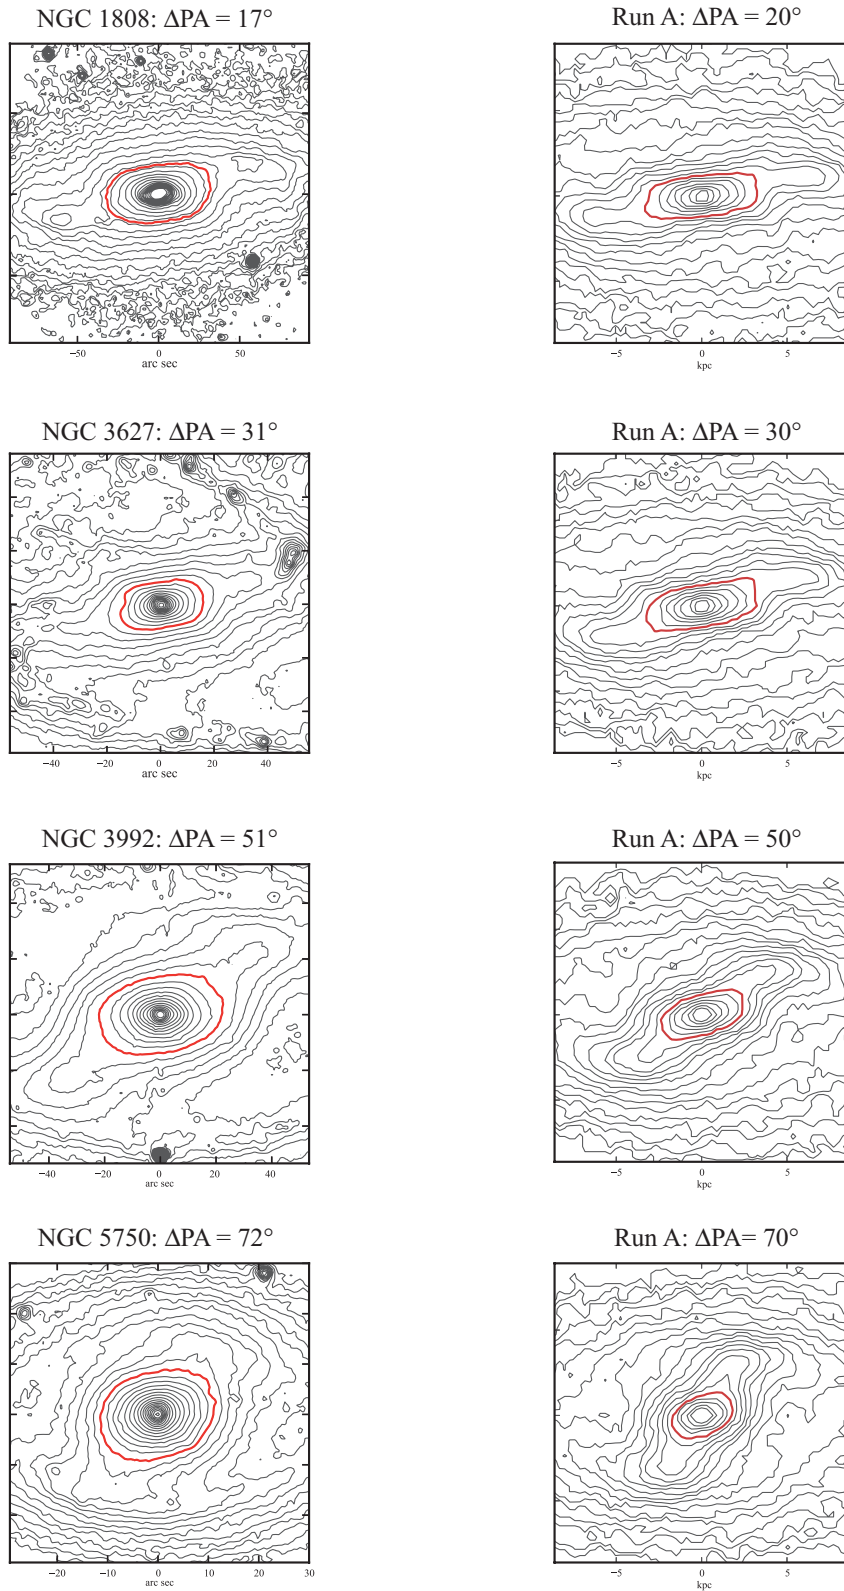 NGC 1808: ΔPA = 17°
Run A: ΔPA = 20°
−50 0 50
arc sec
−5 0 5
kpc
NGC 3627: ΔPA = 31°
Run A: ΔPA = 30°
−40 −20 0 20 40
arc sec
−5 0 5
kpc
NGC 3992: ΔPA = 51°
Run A: ΔPA = 50°
−40 −20 0 20 40
arc sec
−5 0 5
kpc
NGC 5750: ΔPA = 72°
Run A: ΔPA= 70°
−20 −10 0 10 20 30
arc sec
−5 0 5
kpc